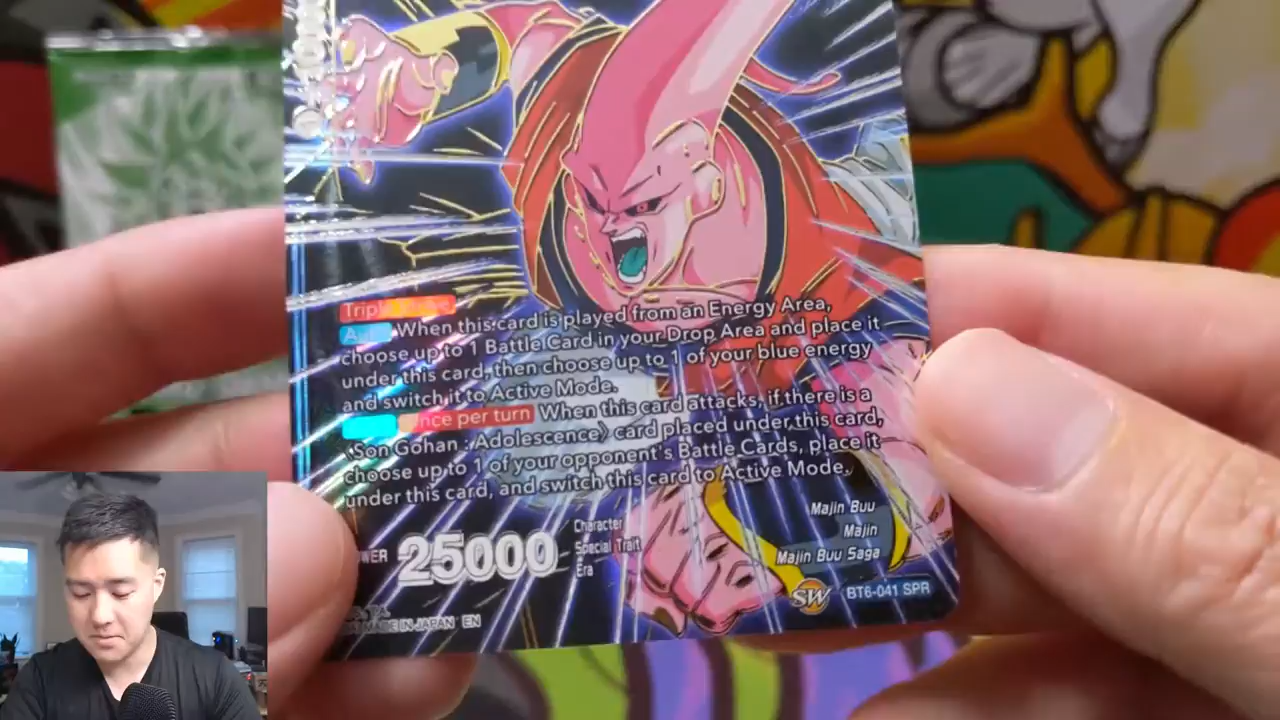 When this card is played from an Energy Area,
choose up to 1 Battle Card in your Drop Area and place it
under this card, then choose up to 1 of your blue energy
and switch it to Active Mode.
nce per turn When this card attacks, if there is a
〈Son Gohan : Adolescence〉 card placed under this card,
choose up to 1 of your opponent's Battle Cards, place it
under this card, and switch this card to Active Mode.
Majin Buu
Majin
Majin Buu Saga
WER 25000
Character
Special Trait
Era
SW BT6-041 SPR
MADE IN JAPAN EN